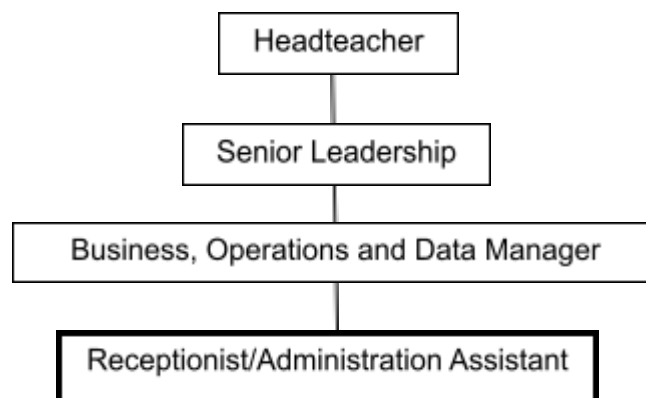 Headteacher
Senior Leadership
Business, Operations and Data Manager
Receptionist/Administration Assistant